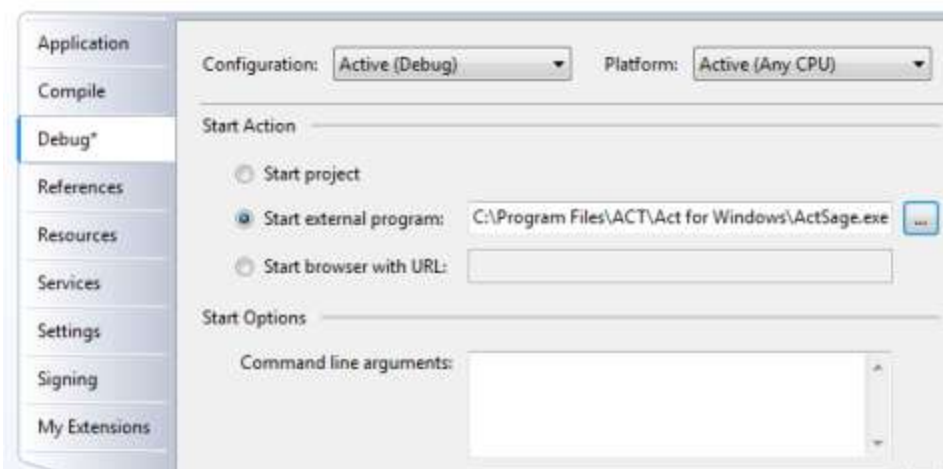 Application
Compile
Debug*
References
Resources
Services
Settings
Signing
My Extensions
Configuration: Active (Debug) Platform: Active (Any CPU)
Start Action
Start project
Start external program: C:\Program Files\ACT\Act for Windows\ActSage.exe ...
Start browser with URL:
Start Options
Command line arguments: